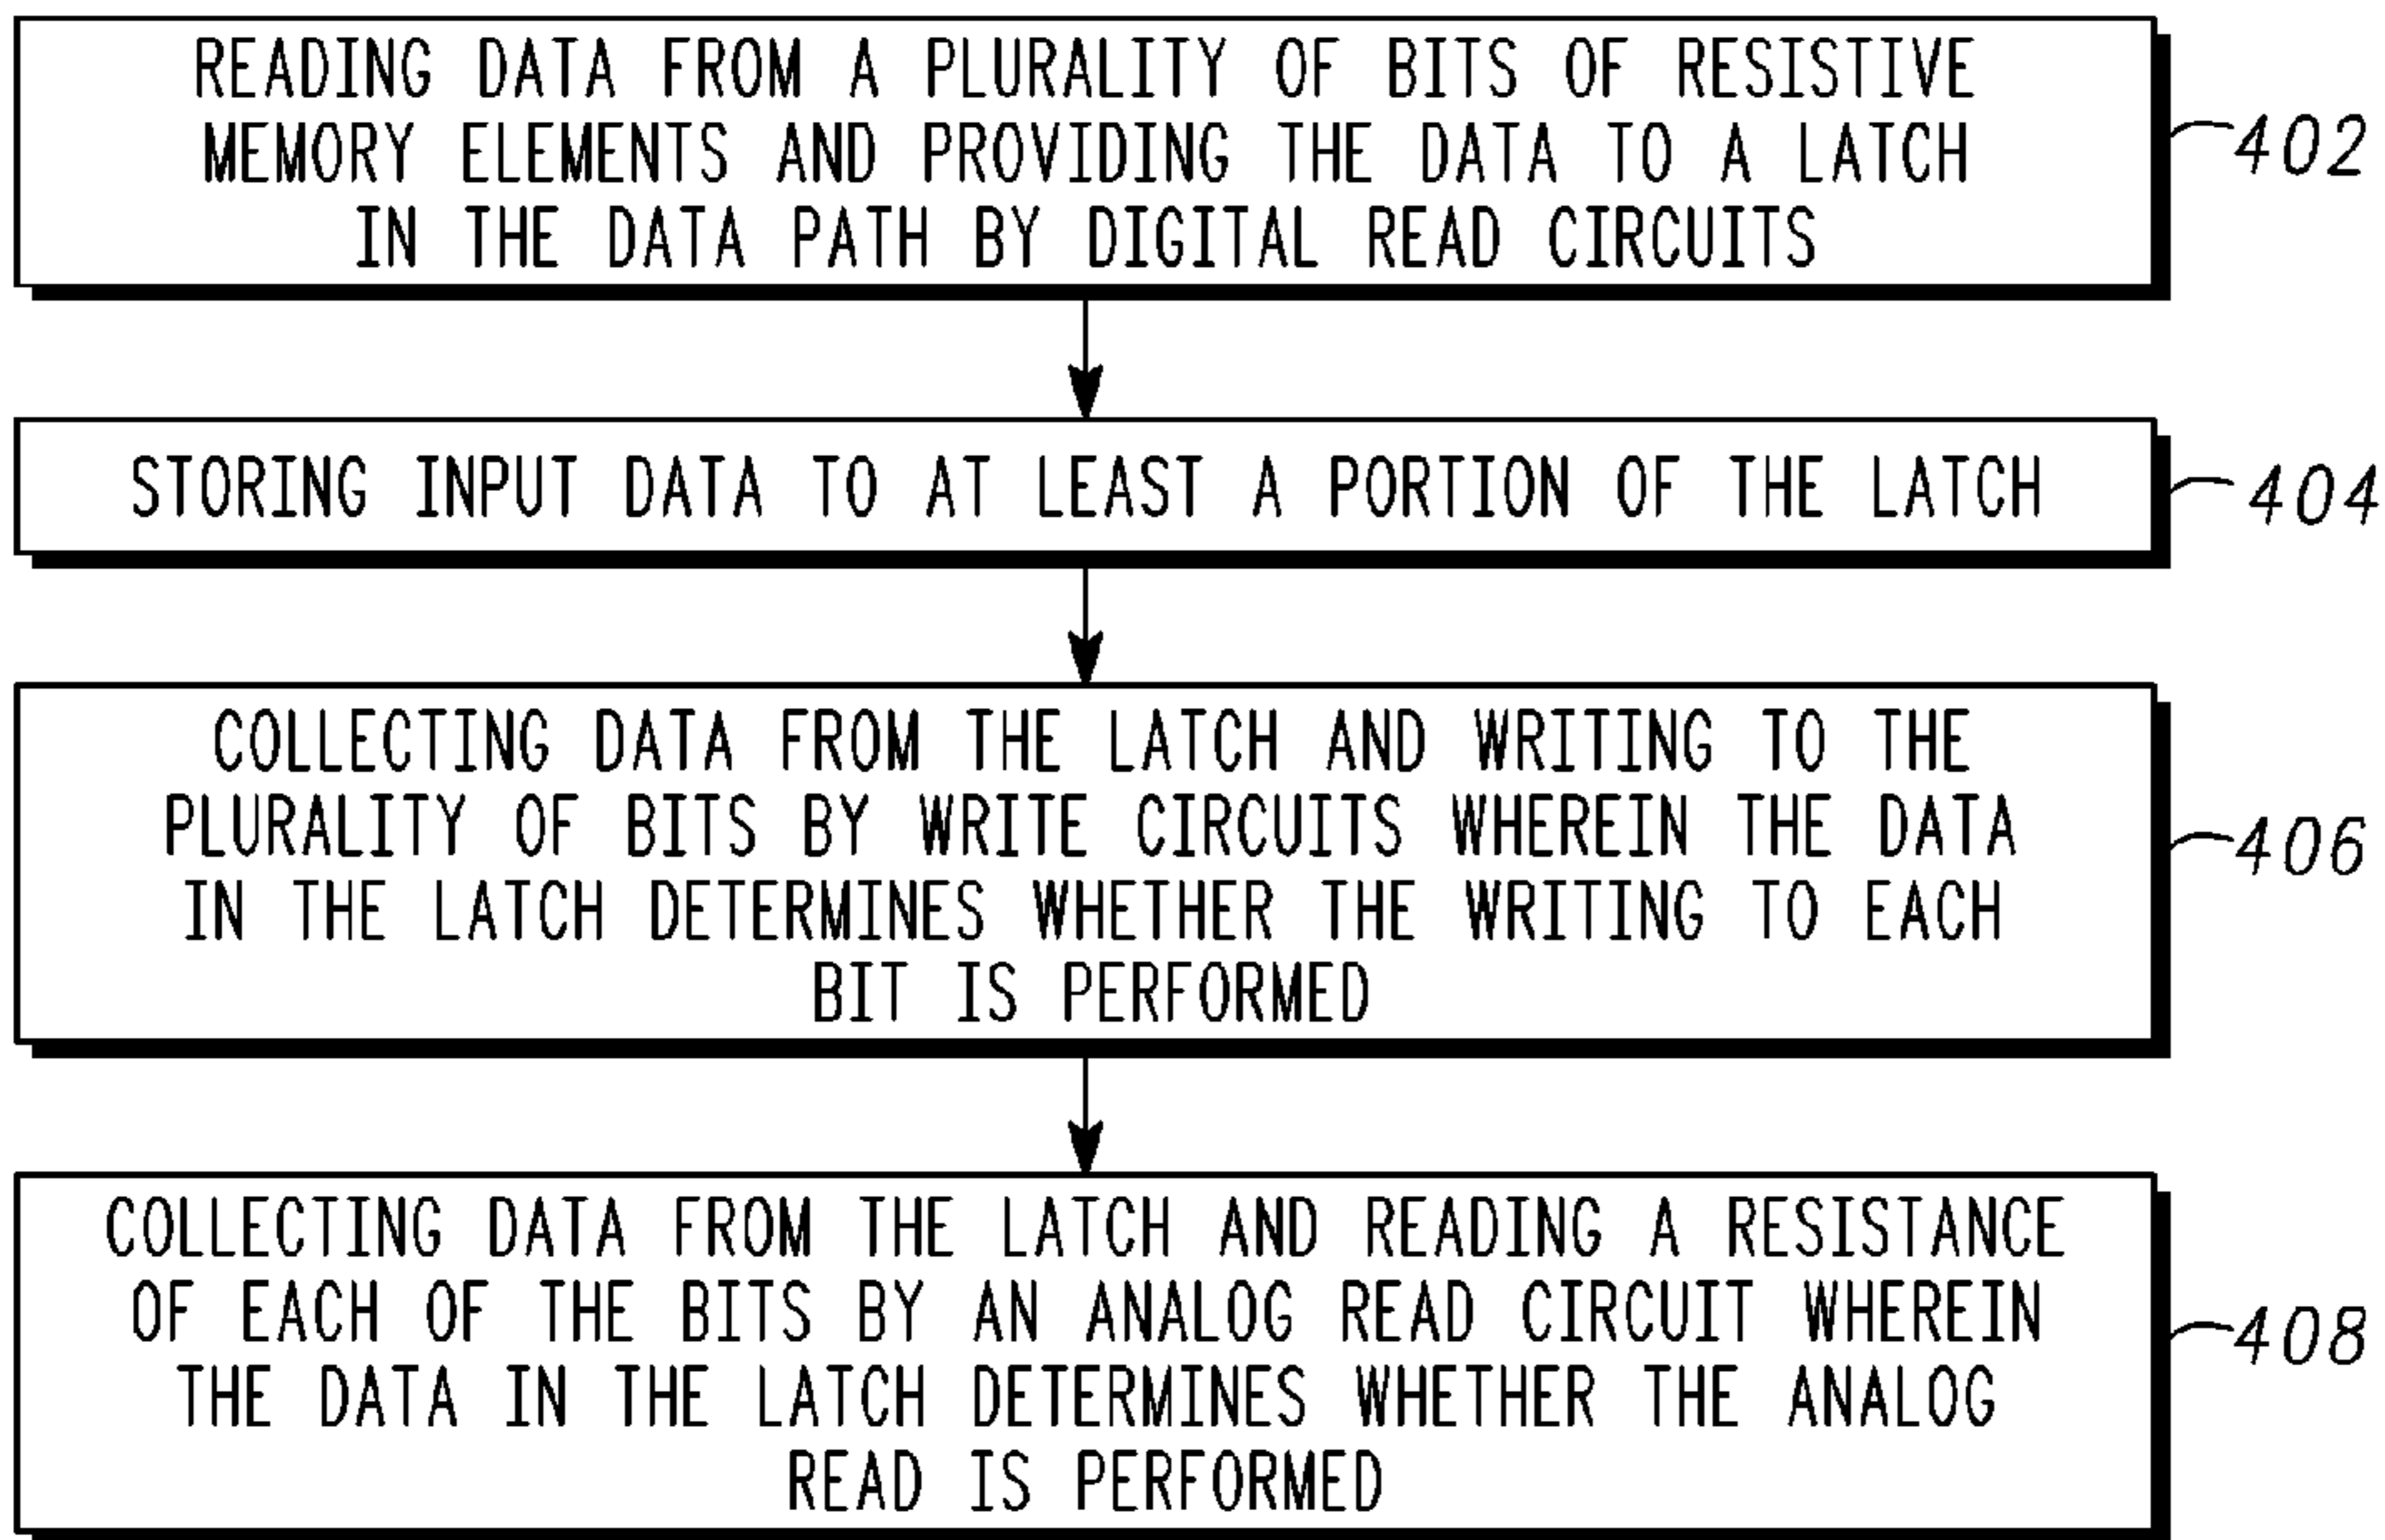 READING DATA FROM A PLURALITY OF BITS OF RESISTIVE
MEMORY ELEMENTS AND PROVIDING THE DATA TO A LATCH
IN THE DATA PATH BY DIGITAL READ CIRCUITS
402
STORING INPUT DATA TO AT LEAST A PORTION OF THE LATCH
404
COLLECTING DATA FROM THE LATCH AND WRITING TO THE
PLURALITY OF BITS BY WRITE CIRCUITS WHEREIN THE DATA
IN THE LATCH DETERMINES WHETHER THE WRITING TO EACH
BIT IS PERFORMED
406
COLLECTING DATA FROM THE LATCH AND READING A RESISTANCE
OF EACH OF THE BITS BY AN ANALOG READ CIRCUIT WHEREIN
THE DATA IN THE LATCH DETERMINES WHETHER THE ANALOG
READ IS PERFORMED
408